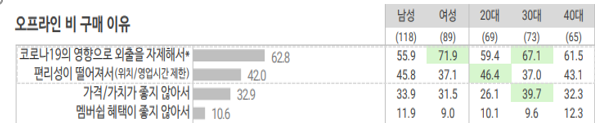 오프라인 비 구매 이유 남성 여성 20대 30대 40대
(118) (89) (69) (73) (65)
코로나19의 영향으로 외출을 자제해서* 62.8 55.9 71.9 59.4 67.1 61.5
편리성이 떨어져서(위치/영업시간 제한) 42.0 45.8 37.1 46.4 37.0 43.1
가격/가치가 좋지 않아서 32.9 33.9 31.5 26.1 39.7 32.3
멤버쉽 혜택이 좋지 않아서 10.6 11.9 9.0 10.1 9.6 12.3